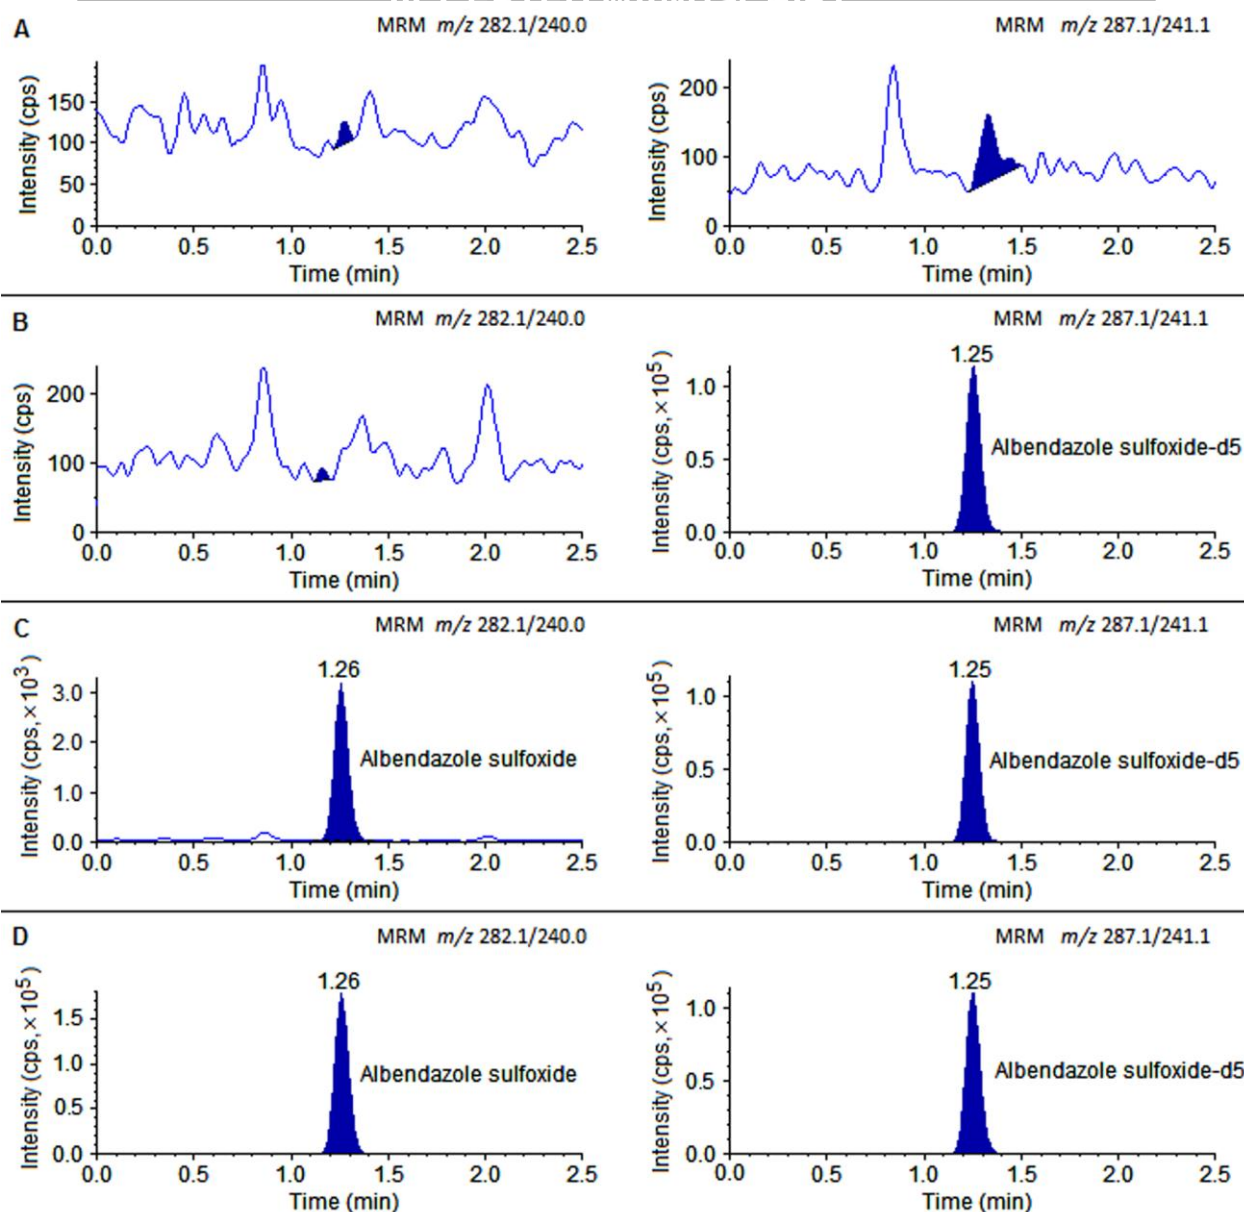 A
MRM m/z 282.1/240.0
Intensity (cps)
150
100
50
0
0.0 0.5 1.0 1.5 2.0 2.5
Time (min)
MRM m/z 287.1/241.1
Intensity (cps)
200
100
0
0.0 0.5 1.0 1.5 2.0 2.5
Time (min)
B
MRM m/z 282.1/240.0
Intensity (cps)
200
100
0
0.0 0.5 1.0 1.5 2.0 2.5
Time (min)
MRM m/z 287.1/241.1
Intensity (cps,×10⁵)
1.0
0.5
0.0
1.25
Albendazole sulfoxide-d5
0.0 0.5 1.0 1.5 2.0 2.5
Time (min)
C
MRM m/z 282.1/240.0
Intensity (cps,×10³)
3.0
2.0
1.0
0.0
1.26
Albendazole sulfoxide
0.0 0.5 1.0 1.5 2.0 2.5
Time (min)
MRM m/z 287.1/241.1
Intensity (cps,×10⁵)
1.0
0.5
0.0
1.25
Albendazole sulfoxide-d5
0.0 0.5 1.0 1.5 2.0 2.5
Time (min)
D
MRM m/z 282.1/240.0
Intensity (cps,×10⁵)
1.5
1.0
0.5
0.0
1.26
Albendazole sulfoxide
0.0 0.5 1.0 1.5 2.0 2.5
Time (min)
MRM m/z 287.1/241.1
Intensity (cps,×10⁵)
1.0
0.5
0.0
1.25
Albendazole sulfoxide-d5
0.0 0.5 1.0 1.5 2.0 2.5
Time (min)